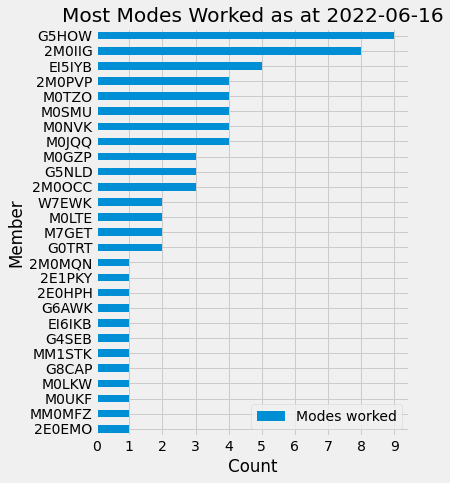 Most Modes Worked as at 2022-06-16
G5HOW
2M0IIG
EI5IYB
2M0PVP
M0TZO
M0SMU
M0NVK
M0JQQ
M0GZP
G5NLD
2M0OCC
W7EWK
M0LTE
M7GET
G0TRT
2M0MQN
2E1PKY
2E0HPH
G6AWK
EI6IKB
G4SEB
MM1STK
G8CAP
M0LKW
M0UKF
MM0MFZ
2E0EMO
Member
Modes worked
0 1 2 3 4 5 6 7 8 9
Count